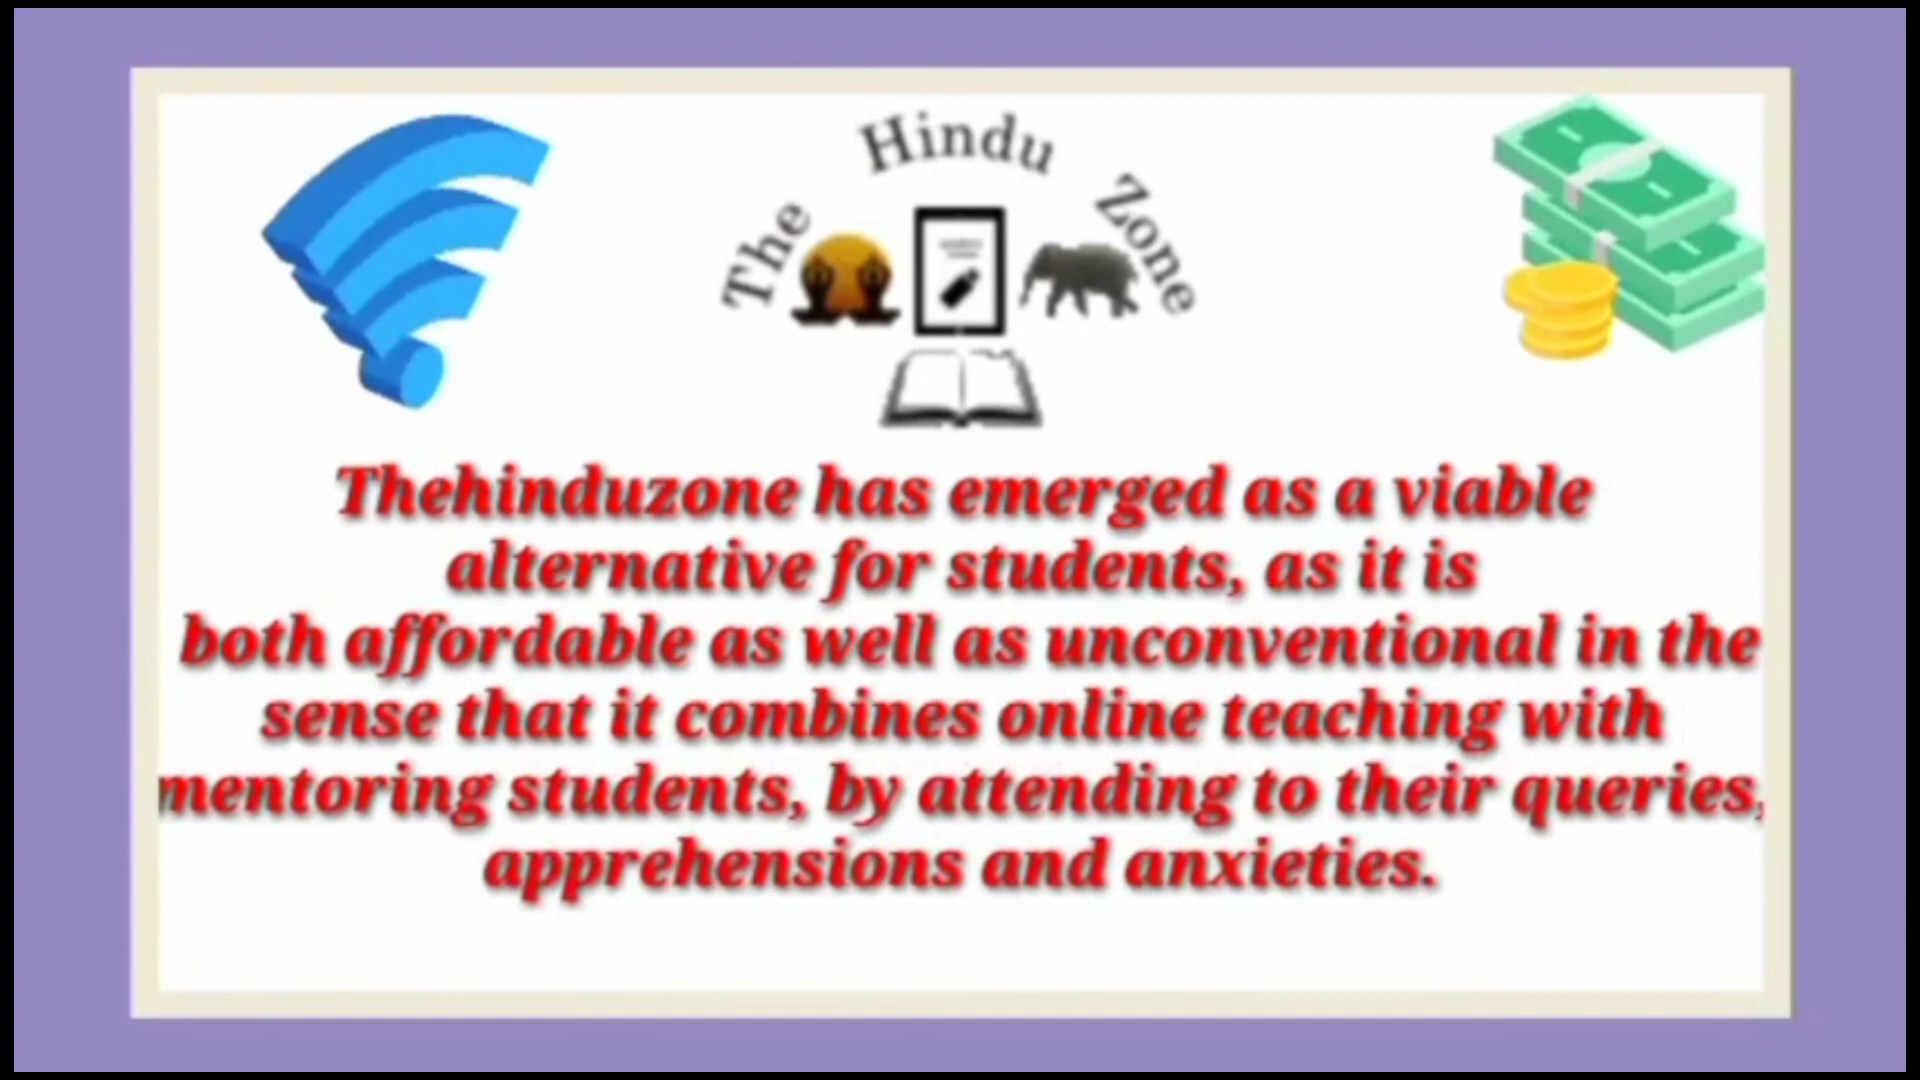 The Hindu Zone
Thehinduzone has emerged as a viable
alternative for students, as it is
both affordable as well as unconventional in the
sense that it combines online teaching with
mentoring students, by attending to their queries,
apprehensions and anxieties.